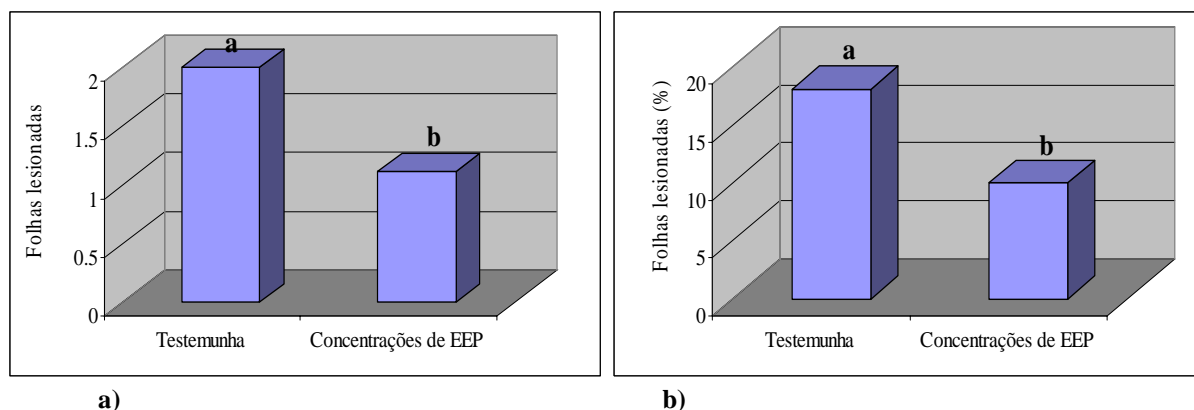 Folhas lesionadas
2
1.5
1
0.5
0
a
b
Testemunha
Concentrações de EEP
a)
Folhas lesionadas (%)
20
15
10
5
0
a
b
Testemunha
Concentrações de EEP
b)